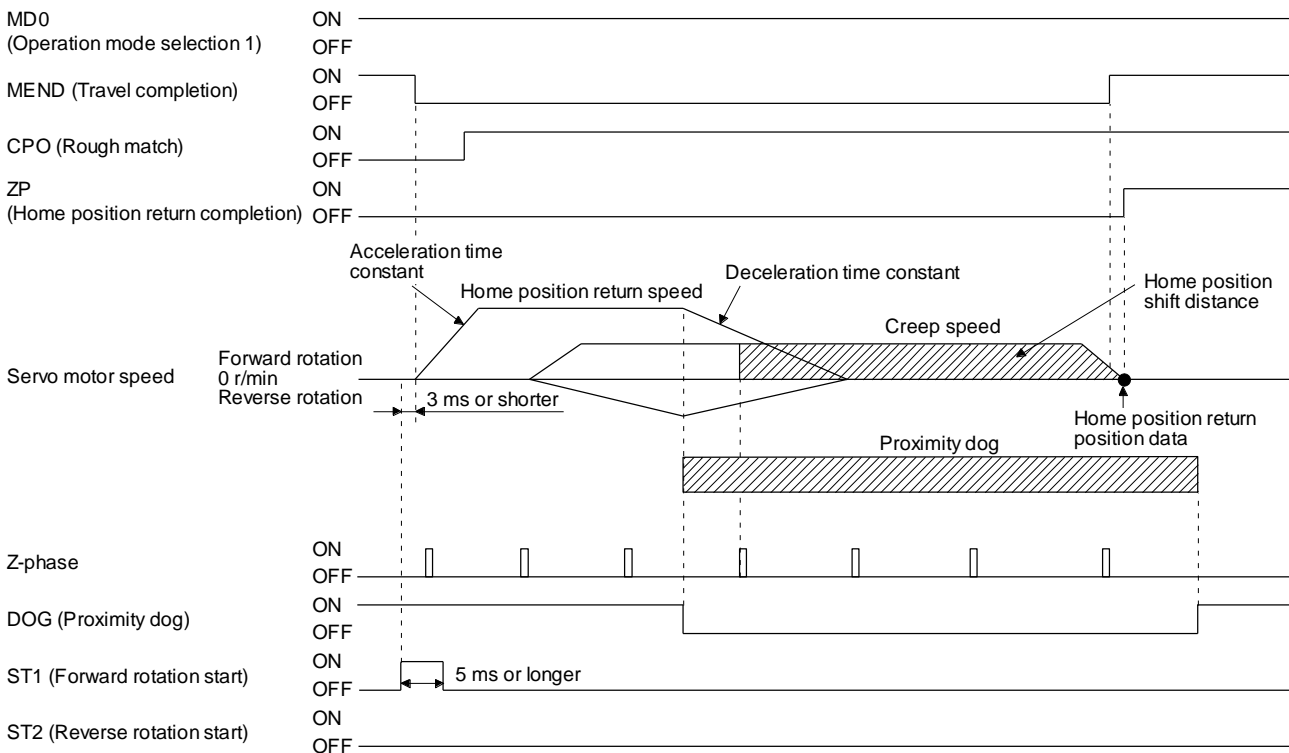 MD0
(Operation mode selection 1)
ON
OFF
MEND (Travel completion)
ON
OFF
CPO (Rough match)
ON
OFF
ZP
(Home position return completion)
ON
OFF
Acceleration time
constant
Home position return speed
Deceleration time constant
Home position
shift distance
Creep speed
Servo motor speed
Forward rotation
0 r/min
Reverse rotation
3 ms or shorter
Home position return
position data
Proximity dog
Z-phase
ON
OFF
DOG (Proximity dog)
ON
OFF
ST1 (Forward rotation start)
ON
OFF
5 ms or longer
ST2 (Reverse rotation start)
ON
OFF